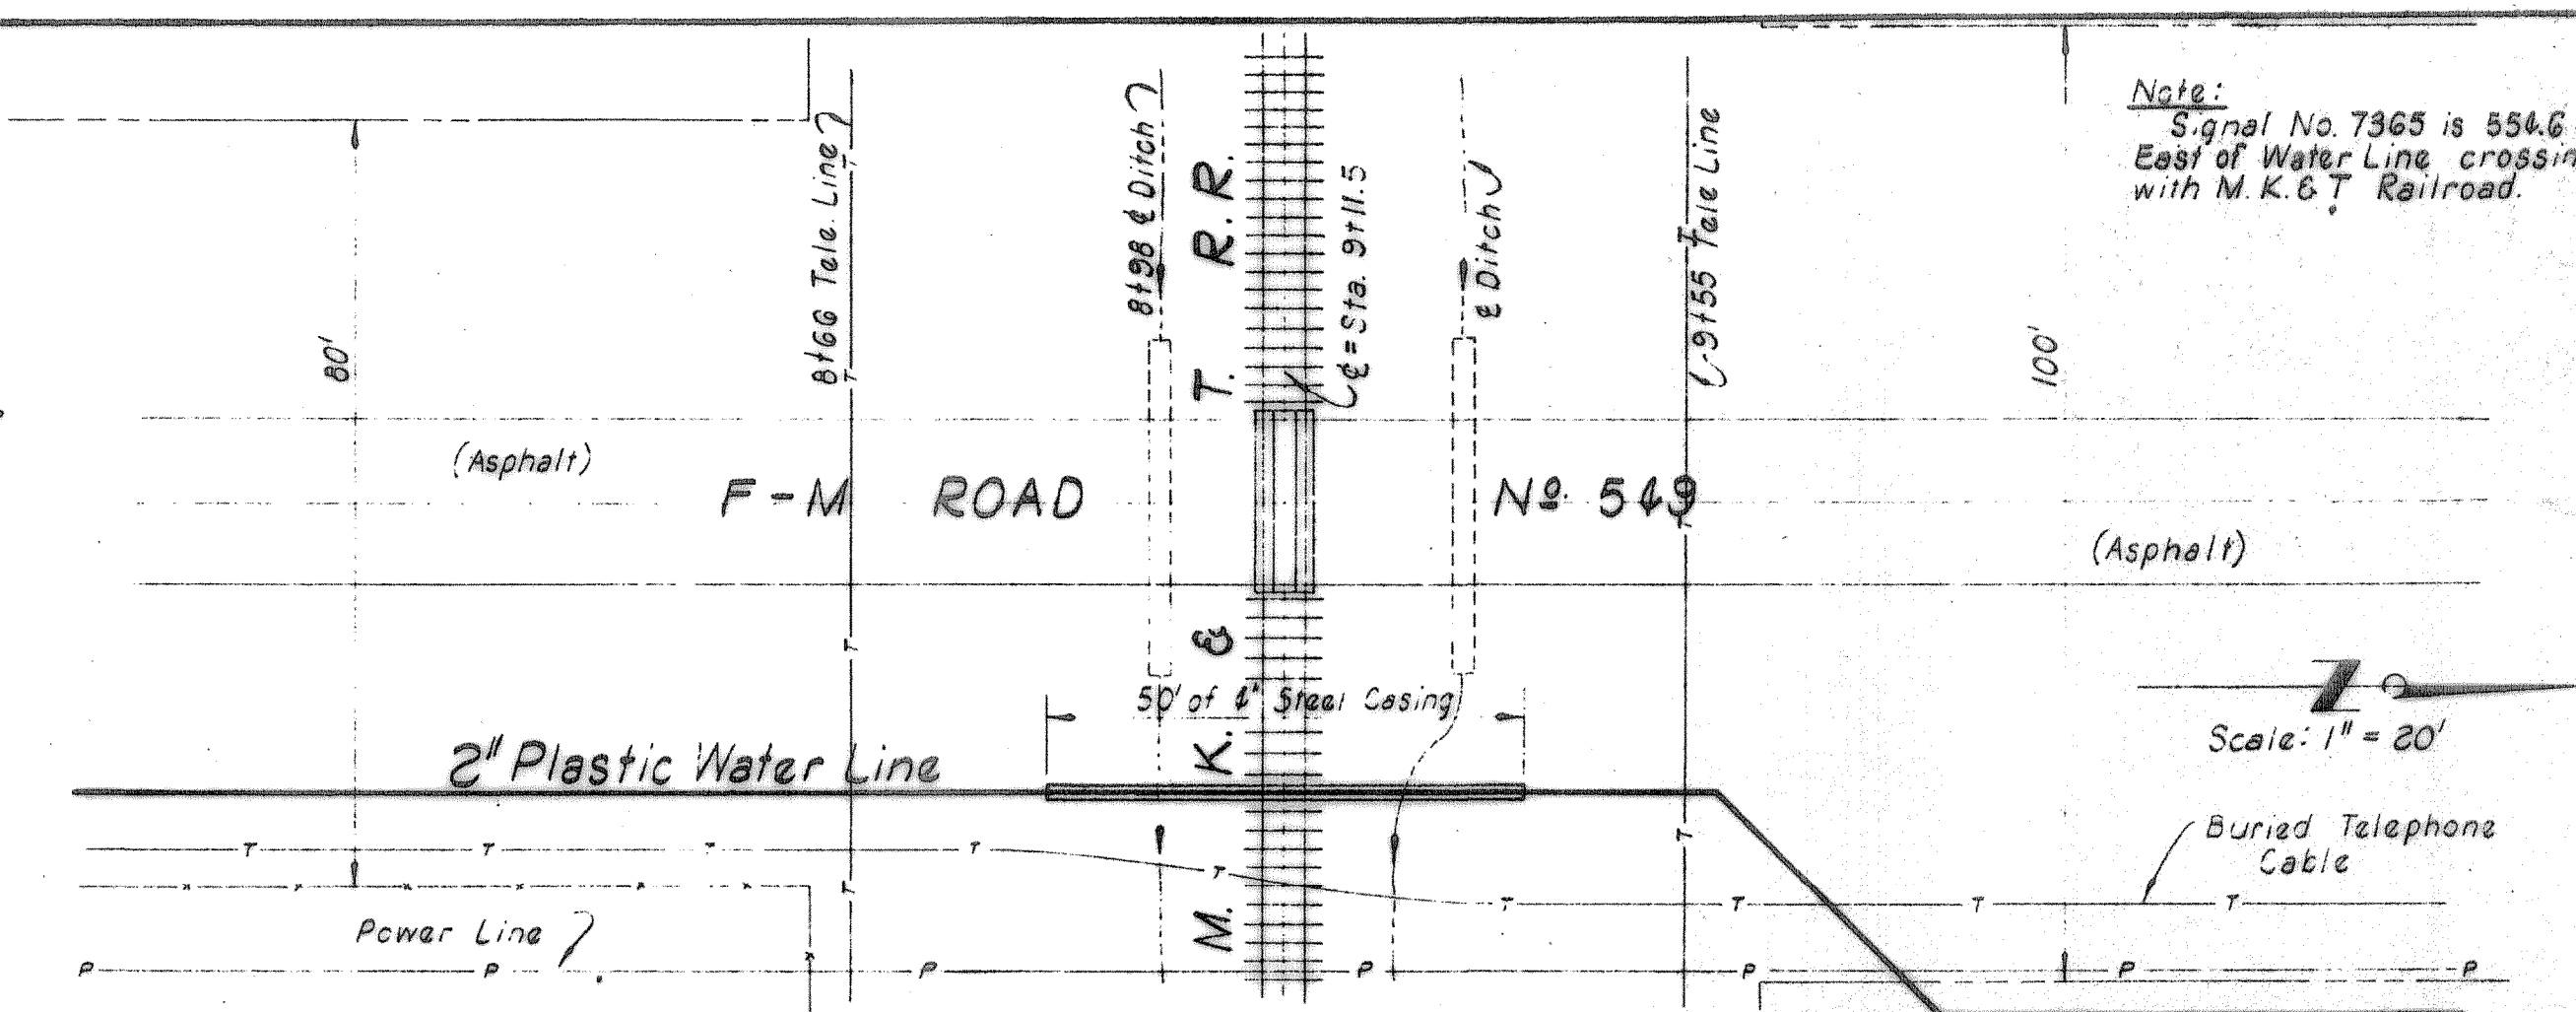 Note:
Signal No. 7365 is 554.6
East of Water Line crossin
with M. K. & T. Railroad.
8+66 Tele. Line
8+98 ₵ Ditch
M. K. & T. R. R.
₵ = Sta. 9+11.5
₵ Ditch
9+55 Tele Line
80'
100'
(Asphalt)
F-M ROAD No. 549
(Asphalt)
50' of 4" Steel Casing
2" Plastic Water Line
Scale: 1" = 20'
Buried Telephone
Cable
T T T T T T T T T
T T T T T T
Power Line
P P P P P P P